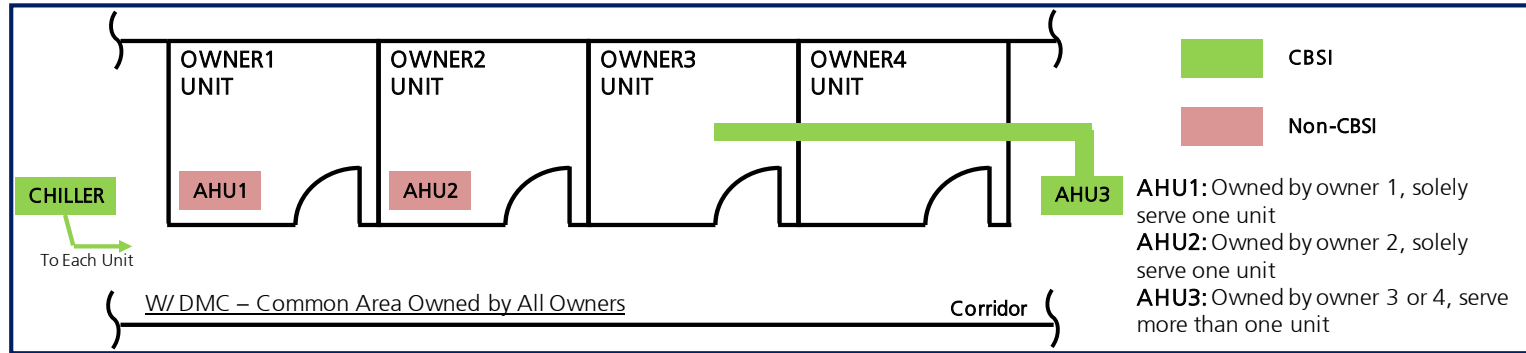 OWNER1
UNIT
OWNER2
UNIT
OWNER3
UNIT
OWNER4
UNIT
CBSI
Non-CBSI
CHILLER
AHU1
AHU2
AHU3
To Each Unit
AHU1: Owned by owner 1, solely
serve one unit
AHU2: Owned by owner 2, solely
serve one unit
AHU3: Owned by owner 3 or 4, serve
more than one unit
W/ DMC – Common Area Owned by All Owners
Corridor